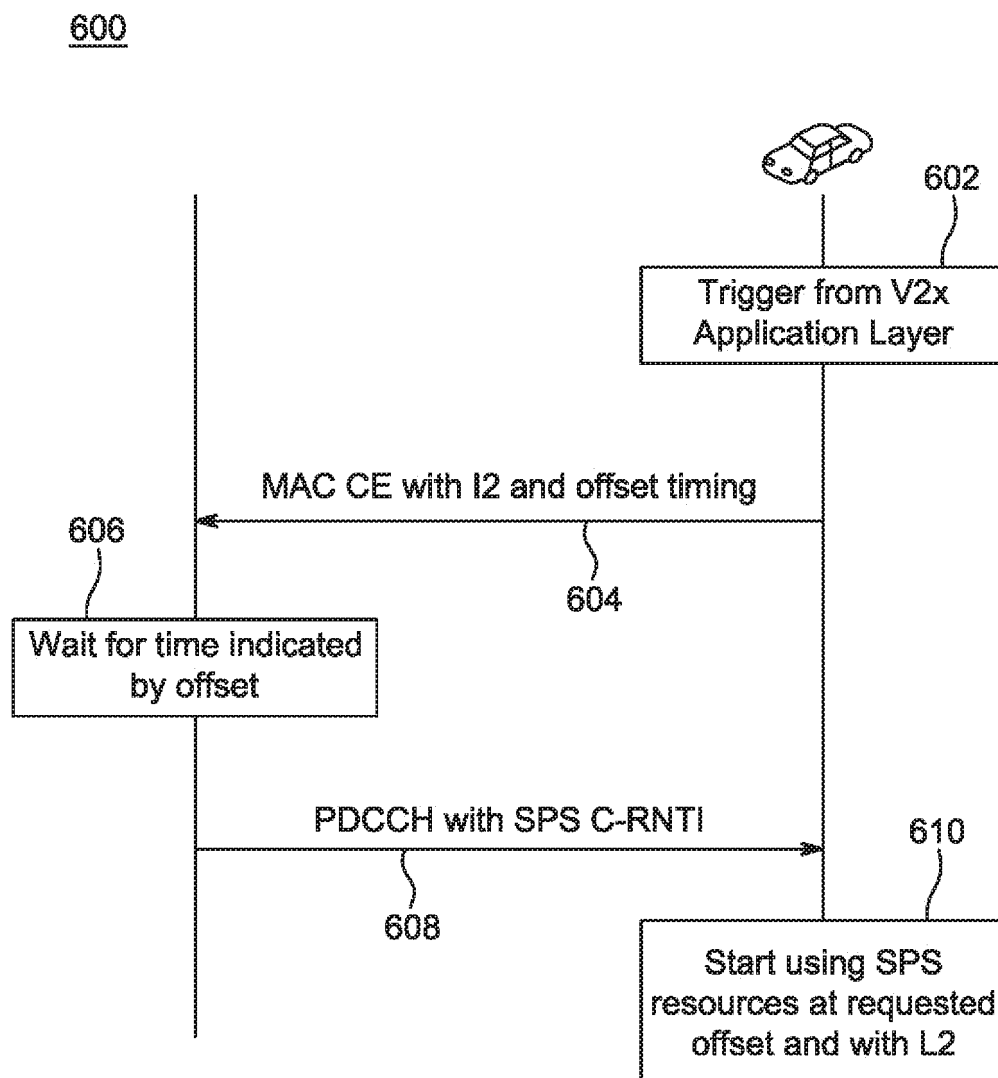 600
602
Trigger from V2x
Application Layer
MAC CE with I2 and offset timing
604
606
Wait for time indicated
by offset
PDCCH with SPS C-RNTI
608
610
Start using SPS
resources at requested
offset and with L2